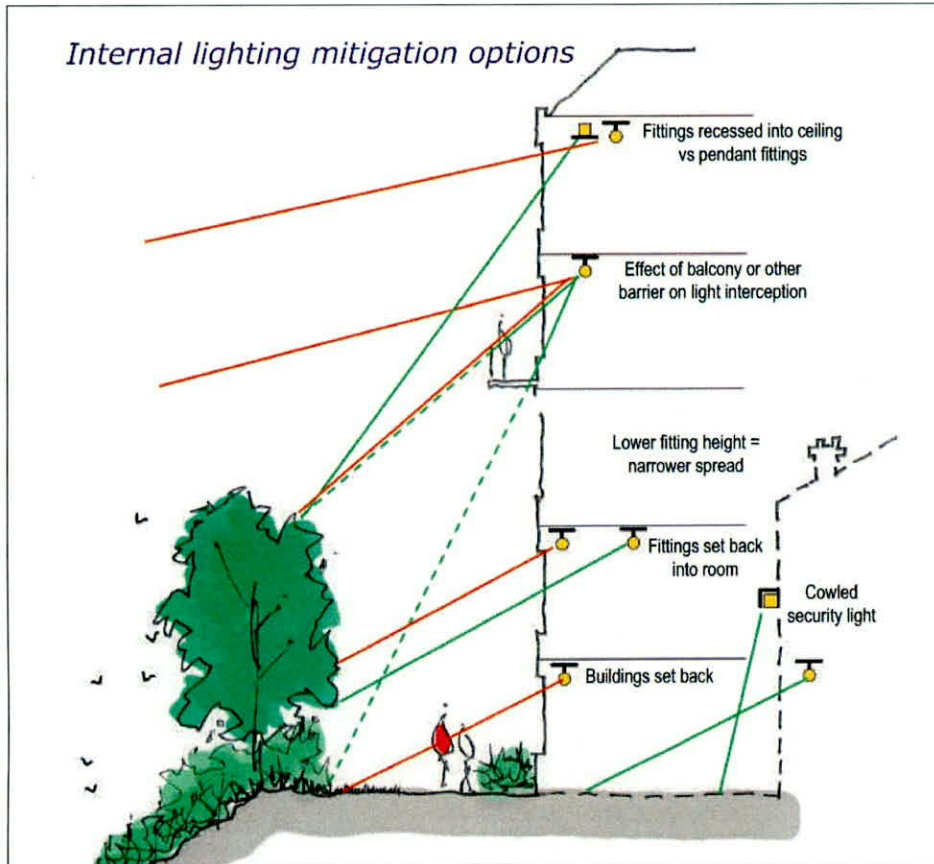 Internal lighting mitigation options
Fittings recessed into ceiling
vs pendant fittings
Effect of balcony or other
barrier on light interception
Lower fitting height =
narrower spread
Fittings set back
into room
Cowled
security light
Buildings set back